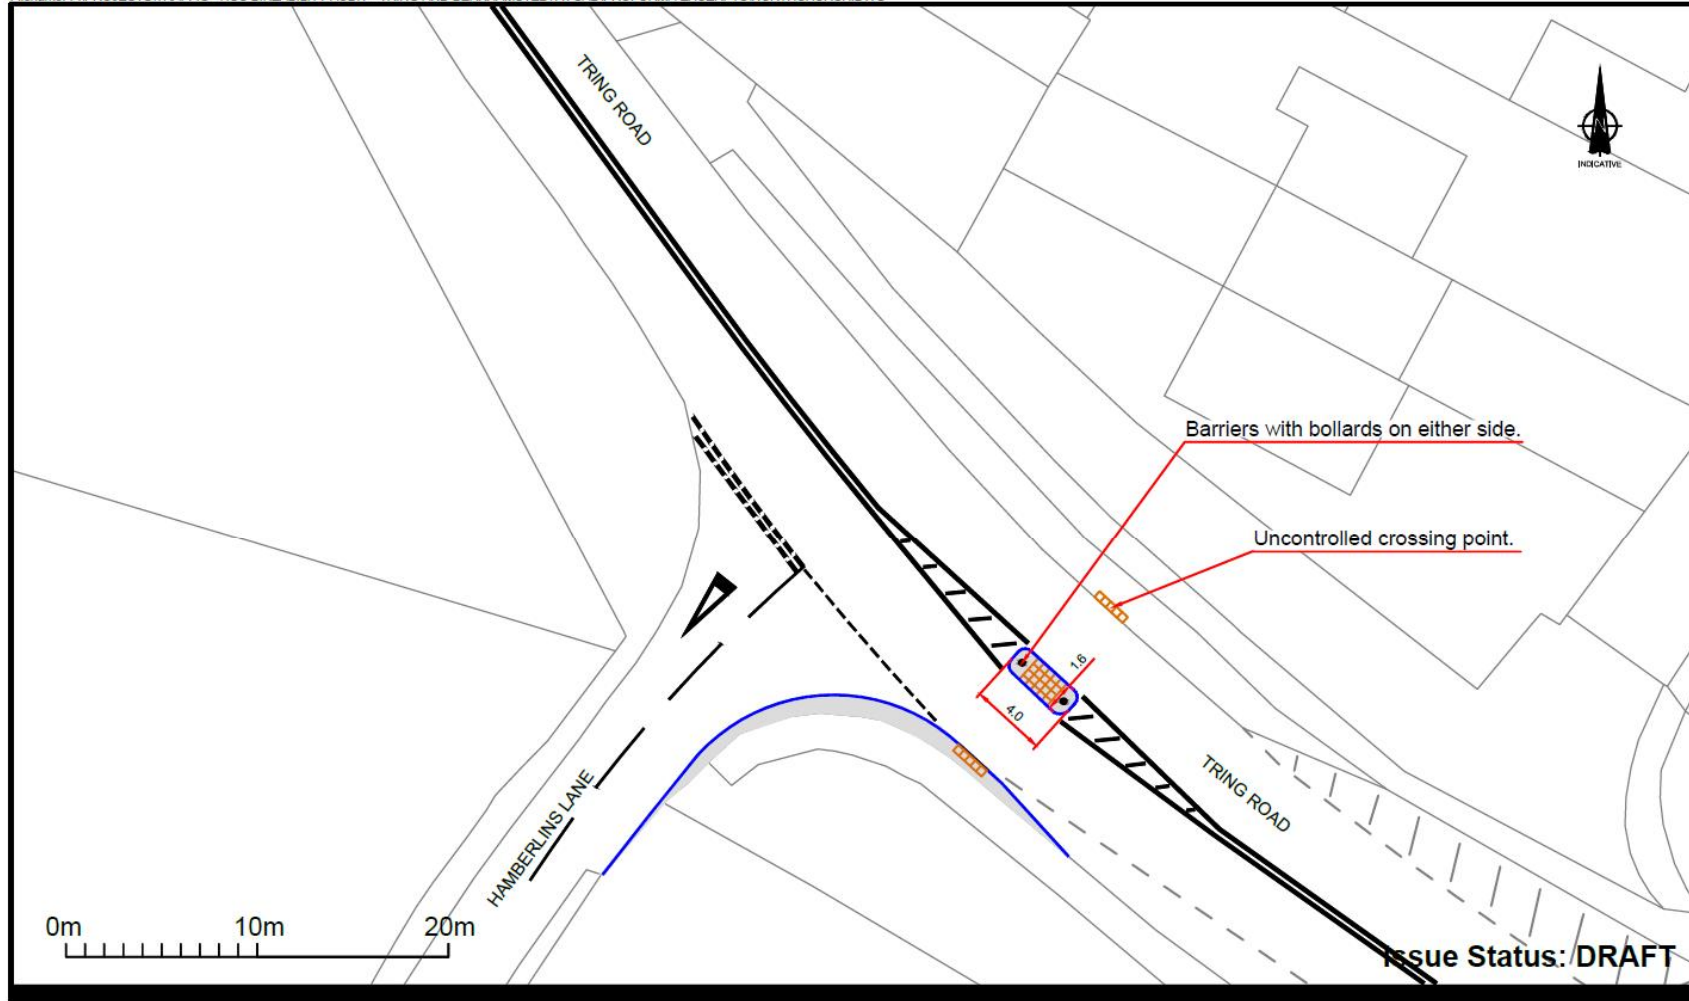 TRING ROAD
N
INDICATIVE
Barriers with bollards on either side.
Uncontrolled crossing point.
1.6
4.0
TRING ROAD
HAMBERLINS LANE
0m 10m 20m
Issue Status: DRAFT